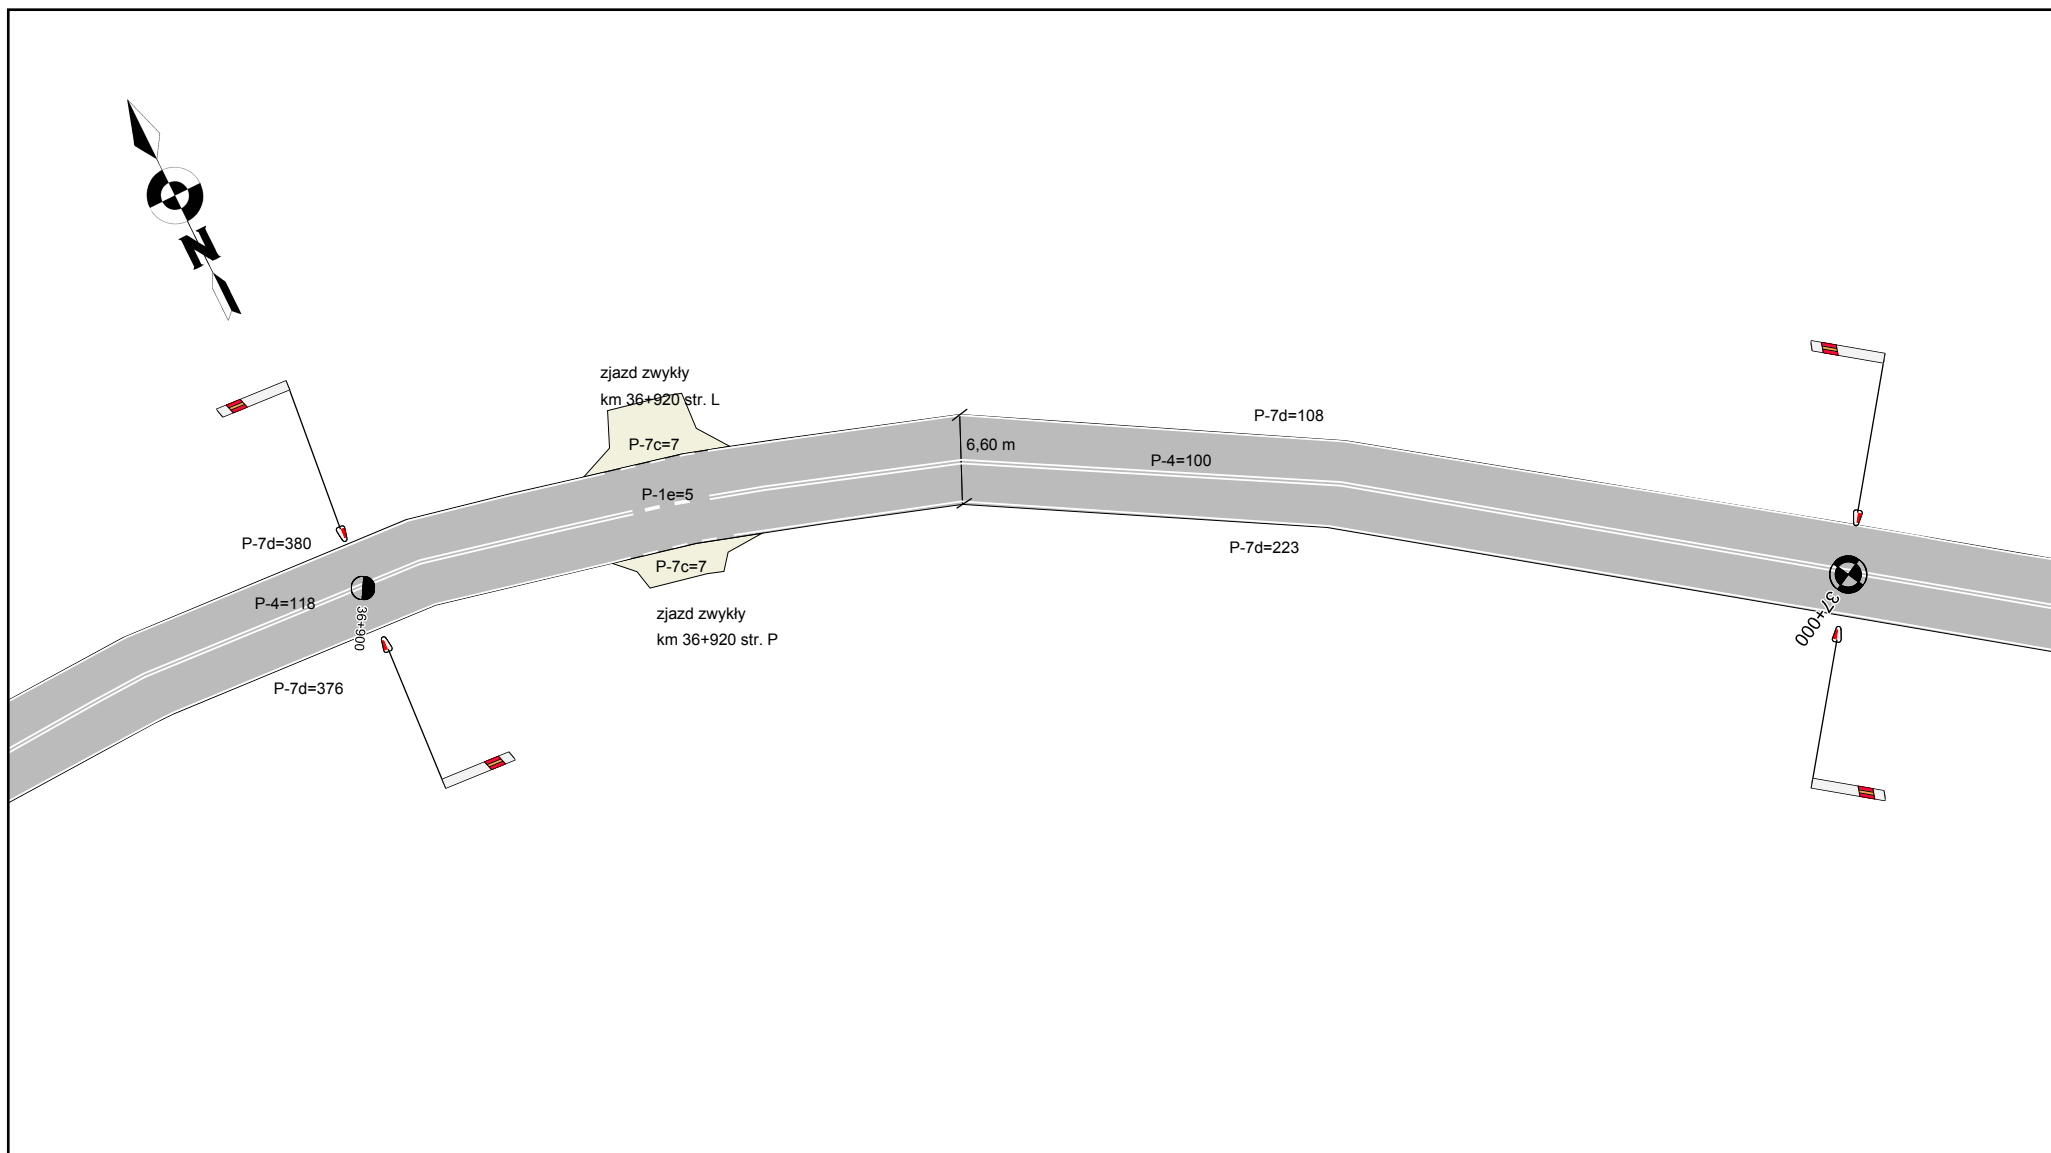 N
zjazd zwykły
km 36+920 str. L
P-7c=7
6,60 m
P-7d=108
P-4=100
P-1e=5
P-7d=380
P-7d=223
P-7c=7
P-4=118
36+900
37+000
zjazd zwykły
km 36+920 str. P
P-7d=376